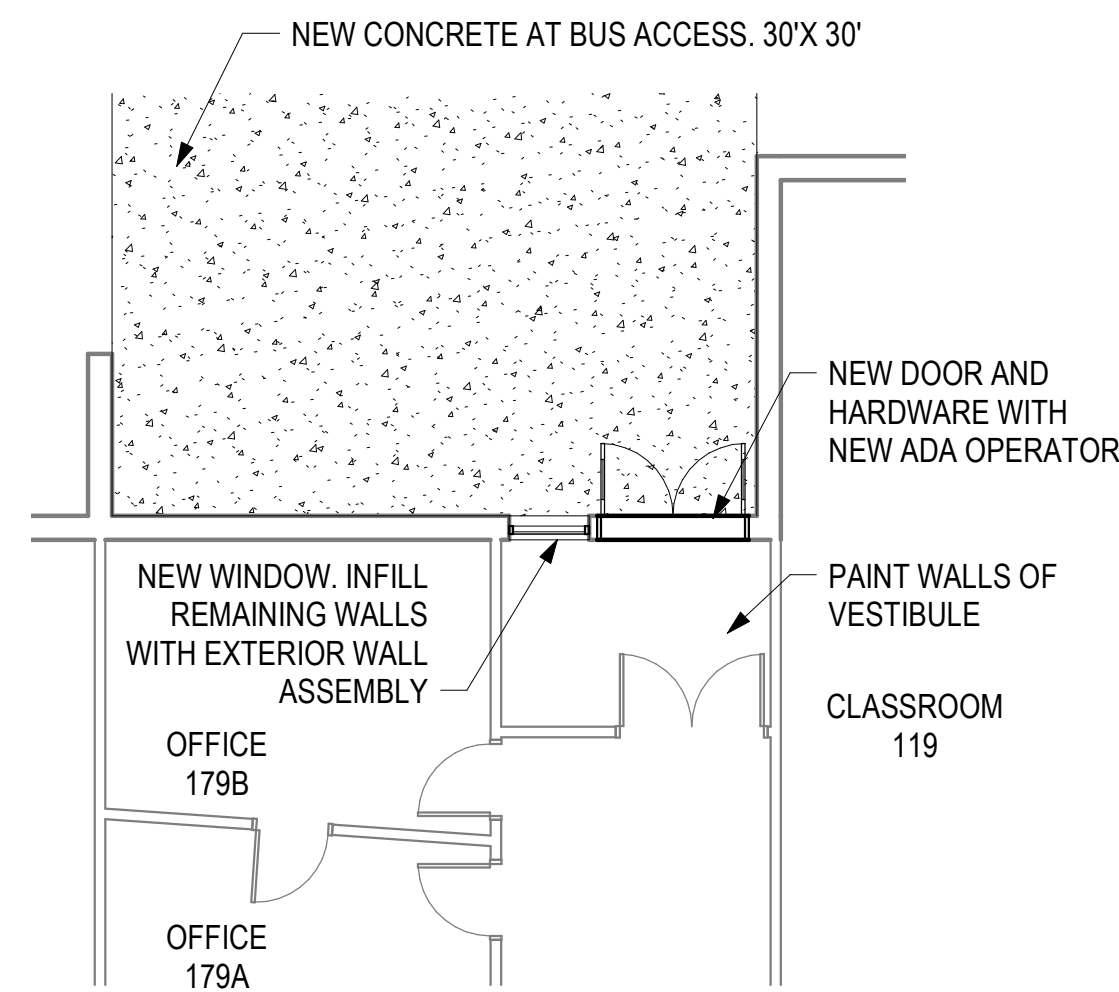 NEW CONCRETE AT BUS ACCESS. 30'X 30'
NEW DOOR AND
HARDWARE WITH
NEW ADA OPERATOR
NEW WINDOW. INFILL
REMAINING WALLS
WITH EXTERIOR WALL
ASSEMBLY
PAINT WALLS OF
VESTIBULE
CLASSROOM
119
OFFICE
179B
OFFICE
179A